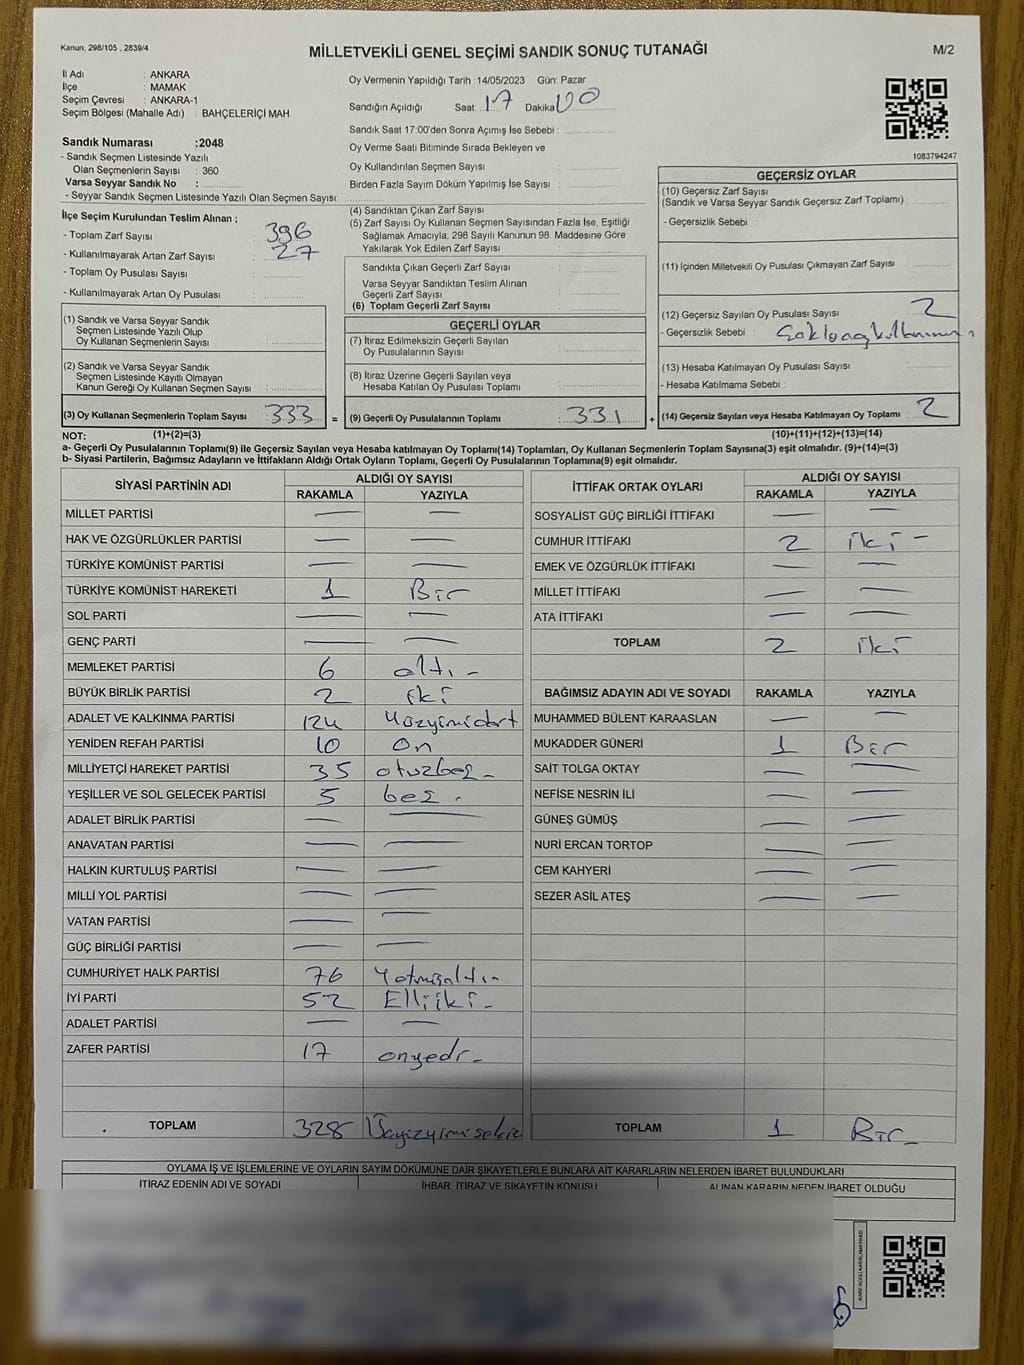 Kanun; 298/105 , 2839/4
MİLLETVEKİLİ GENEL SEÇİMİ SANDIK SONUÇ TUTANAĞI
M/2
İl Adı : ANKARA
İlçe : MAMAK
Seçim Çevresi : ANKARA-1
Seçim Bölgesi (Mahalle Adı) : BAHÇELERİÇİ MAH.
Oy Vermenin Yapıldığı Tarih :14/05/2023 Gün: Pazar
Sandığın Açıldığı Saat: 17 Dakika 00
Sandık Saat 17:00'den Sonra Açımış İse Sebebi :
Oy Verme Saati Bitiminde Sırada Bekleyen ve
Oy Kullandırılan Seçmen Sayısı :
Birden Fazla Sayım Döküm Yapılmış İse Sayısı :
1083794247
Sandık Numarası :2048
- Sandık Seçmen Listesinde Yazılı
Olan Seçmenlerin Sayısı : 360
Varsa Seyyar Sandık No :
- Seyyar Sandık Seçmen Listesinde Yazılı Olan Seçmen Sayısı:
İlçe Seçim Kurulundan Teslim Alınan ;
- Toplam Zarf Sayısı : 396
- Kullanılmayarak Artan Zarf Sayısı : 27
- Toplam Oy Pusulası Sayısı :
- Kullanılmayarak Artan Oy Pusulası :
(1) Sandık ve Varsa Seyyar Sandık
Seçmen Listesinde Yazılı Olup
Oy Kullanan Seçmenlerin Sayısı :
(2) Sandık ve Varsa Seyyar Sandık
Seçmen Listesinde Kayıtlı Olmayan
Kanun Gereği Oy Kullanan Seçmen Sayısı :
(3) Oy Kullanan Seçmenlerin Toplam Sayısı : 333 =
(4) Sandıktan Çıkan Zarf Sayısı :
(5) Zarf Sayısı Oy Kullanan Seçmen Sayısından Fazla İse, Eşitliği
Sağlamak Amacıyla, 298 Sayılı Kanunun 98. Maddesine Göre
Yakılarak Yok Edilen Zarf Sayısı :
Sandıkta Çıkan Geçerli Zarf Sayısı :
Varsa Seyyar Sandıktan Teslim Alınan
Geçerli Zarf Sayısı :
(6) Toplam Geçerli Zarf Sayısı :
GEÇERLİ OYLAR
(7) İtiraz Edilmeksizin Geçerli Sayılan
Oy Pusulalarının Sayısı :
(8) İtiraz Üzerine Geçerli Sayılan veya
Hesaba Katılan Oy Pusulası Toplamı :
(9) Geçerli Oy Pusulalarının Toplamı : 331 +
GEÇERSİZ OYLAR
(10) Geçersiz Zarf Sayısı
(Sandık ve Varsa Seyyar Sandık Geçersiz Zarf Toplamı) :
- Geçersizlik Sebebi :
(11) İçinden Milletvekili Oy Pusulası Çıkmayan Zarf Sayısı :
(12) Geçersiz Sayılan Oy Pusulası Sayısı : 2
- Geçersizlik Sebebi :
(13) Hesaba Katılmayan Oy Pusulası Sayısı :
- Hesaba Katılmama Sebebi :
(14) Geçersiz Sayılan veya Hesaba Katılmayan Oy Toplamı : 2
NOT: (1)+(2)=(3) (10)+(11)+(12)+(13)=(14)
a- Geçerli Oy Pusulalarının Toplamı(9) ile Geçersiz Sayılan veya Hesaba katılmayan Oy Toplamı(14) Toplamları, Oy Kullanan Seçmenlerin Toplam Sayısına(3) eşit olmalıdır. (9)+(14)=(3)
b- Siyasi Partilerin, Bağımsız Adayların ve İttifakların Aldığı Ortak Oyların Toplamı, Geçerli Oy Pusulalarının Toplamına(9) eşit olmalıdır.
SİYASİ PARTİNİN ADI ALDIĞI OY SAYISI
RAKAMLA YAZIYLA
MİLLET PARTİSİ — —
HAK VE ÖZGÜRLÜKLER PARTİSİ — —
TÜRKİYE KOMÜNİST PARTİSİ — —
TÜRKİYE KOMÜNİST HAREKETİ 1 Bir
SOL PARTİ — —
GENÇ PARTİ — —
MEMLEKET PARTİSİ 6 altı -
BÜYÜK BİRLİK PARTİSİ 2 iki
ADALET VE KALKINMA PARTİSİ 124 Yüzyimidört
YENİDEN REFAH PARTİSİ 10 On
MİLLİYETÇİ HAREKET PARTİSİ 35 otuzbeş -
YEŞİLLER VE SOL GELECEK PARTİSİ 5 beş .
ADALET BİRLİK PARTİSİ — —
ANAVATAN PARTİSİ — —
HALKIN KURTULUŞ PARTİSİ — —
MİLLİ YOL PARTİSİ — —
VATAN PARTİSİ — —
GÜÇ BİRLİĞİ PARTİSİ — —
CUMHURİYET HALK PARTİSİ 76 Yetmişaltı -
İYİ PARTİ 52 Elliiki -
ADALET PARTİSİ — —
ZAFER PARTİSİ 17 onyedi -
TOPLAM 328
İTTİFAK ORTAK OYLARI ALDIĞI OY SAYISI
RAKAMLA YAZIYLA
SOSYALİST GÜÇ BİRLİĞİ İTTİFAKI — —
CUMHUR İTTİFAKI 2 iki -
EMEK VE ÖZGÜRLÜK İTTİFAKI — —
MİLLET İTTİFAKI — —
ATA İTTİFAKI — —
TOPLAM 2 iki
BAĞIMSIZ ADAYIN ADI VE SOYADI RAKAMLA YAZIYLA
MUHAMMED BÜLENT KARAASLAN — —
MUKADDER GÜNERİ 1 Bir
SAİT TOLGA OKTAY — —
NEFİSE NESRİN İLİ — —
GÜNEŞ GÜMÜŞ — —
NURİ ERCAN TORTOP — —
CEM KAHYERİ — —
SEZER ASİL ATEŞ — —
TOPLAM 1 Bir -
OYLAMA İŞ VE İŞLEMLERİNE VE OYLARIN SAYIM DÖKÜMÜNE DAİR ŞİKAYETLERLE BUNLARA AİT KARARLARIN NELERDEN İBARET BULUNDUKLARI
İTİRAZ EDENİN ADI VE SOYADI İHBAR, İTİRAZ VE ŞİKAYETİN KONUSU ALINAN KARARIN NEDEN İBARET OLDUĞU
KARE KODU KARALAMAYINIZ!